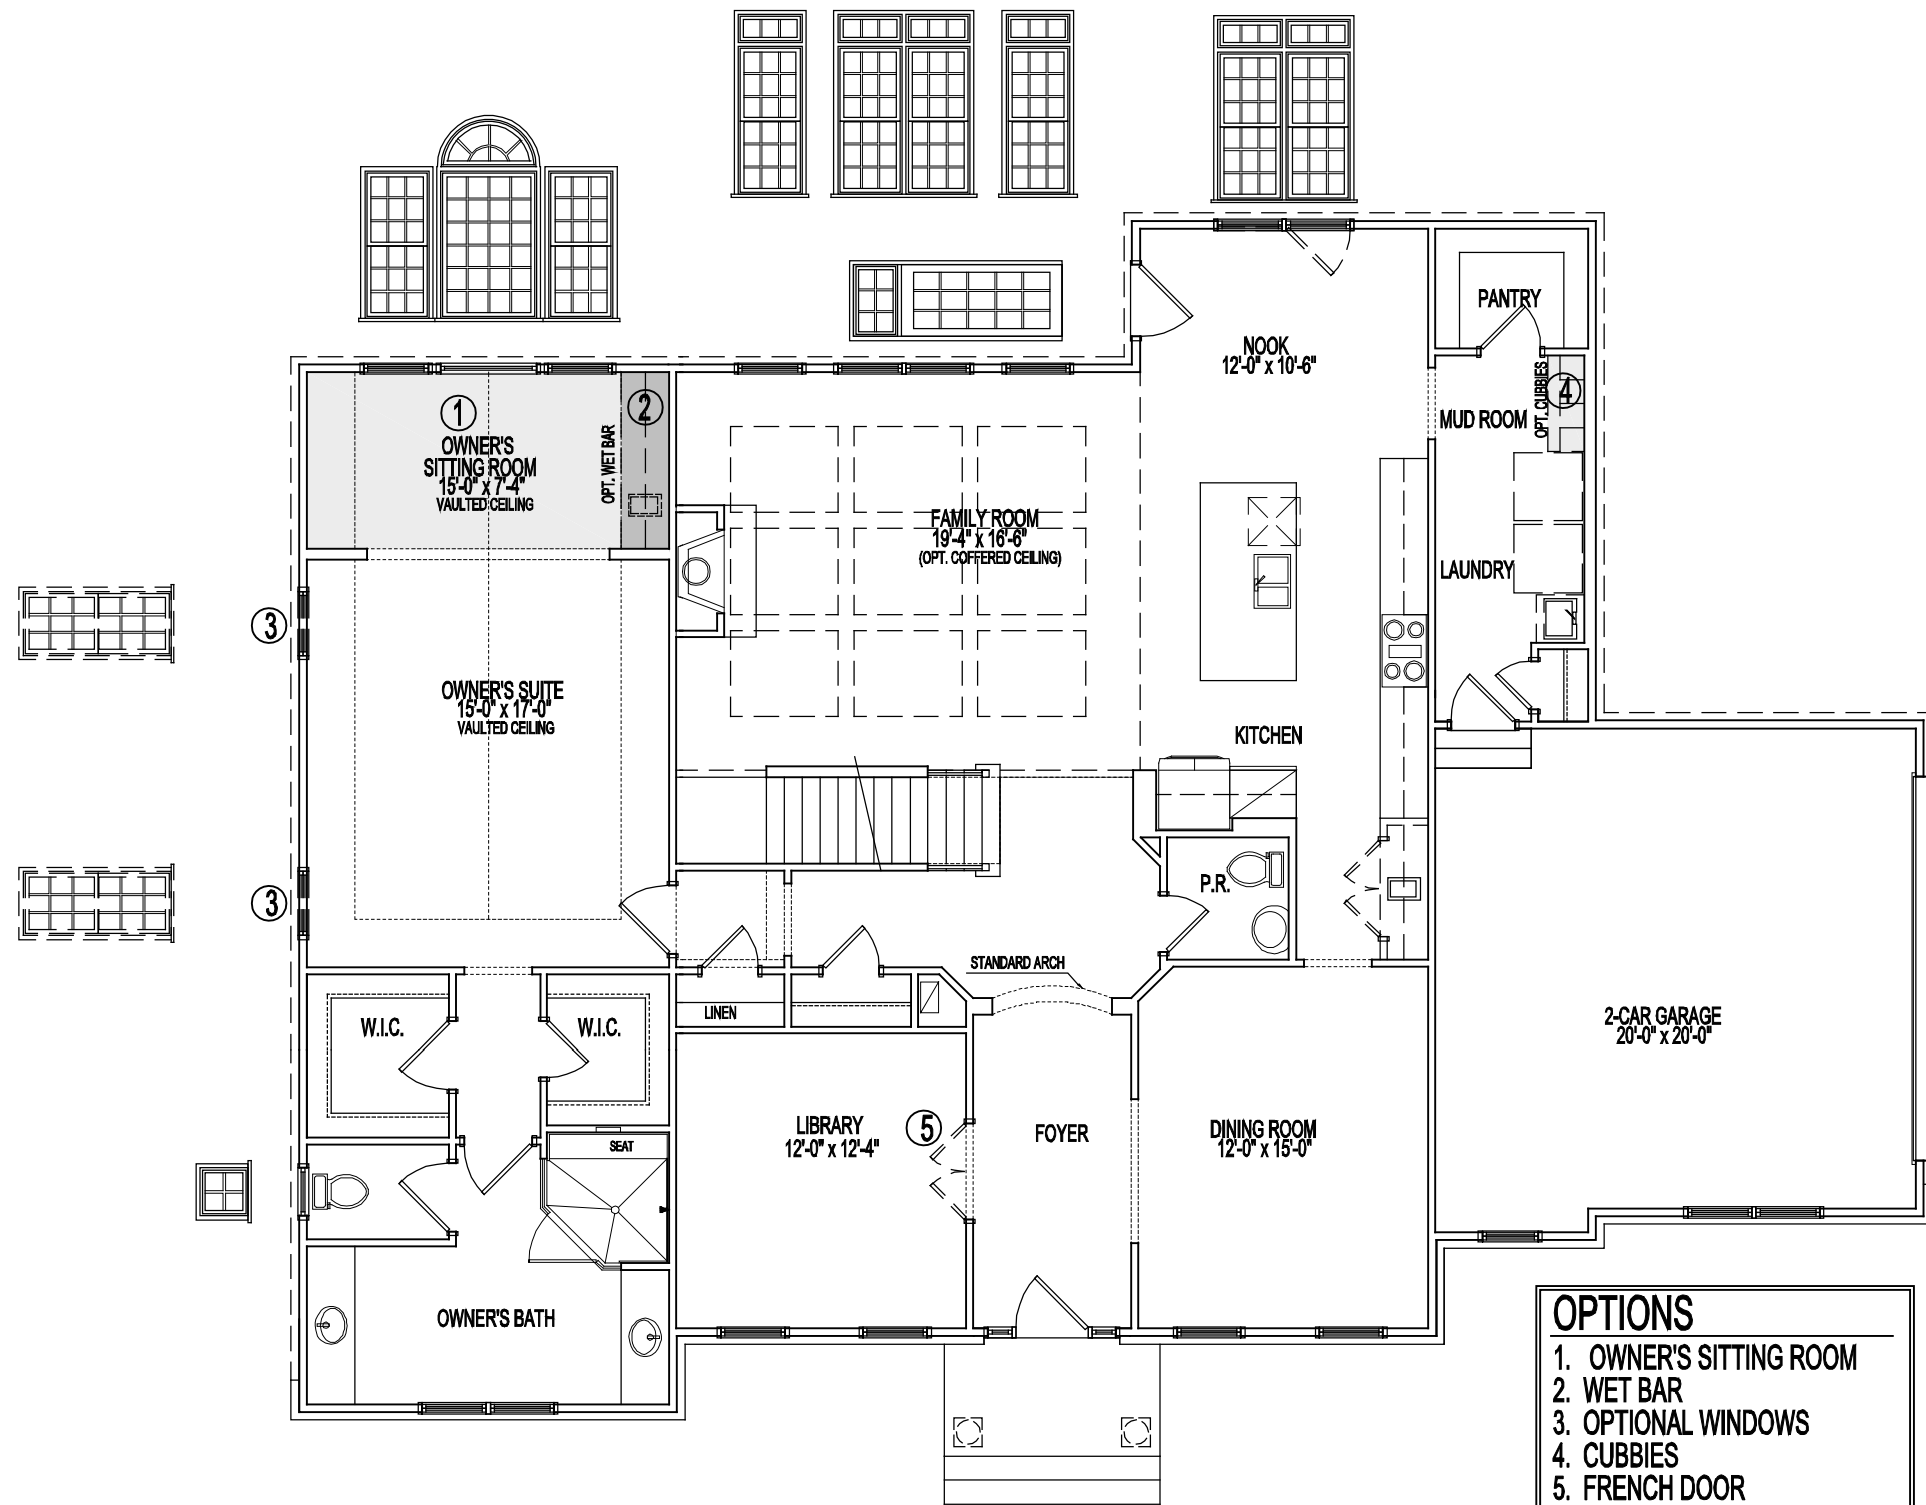 PANTRY
NOOK
12'-0" x 10'-6"
1
2
OPT. WET BAR
OWNER'S
SITTING ROOM
15'-0" x 7'-4"
VAULTED CEILING
MUD ROOM
OPT. CUBBIES
4
FAMILY ROOM
19'-4" x 16'-6"
(OPT. COFFERED CEILING)
LAUNDRY
3
OWNER'S SUITE
15'-0" x 17'-0"
VAULTED CEILING
KITCHEN
3
P.R.
STANDARD ARCH
LINEN
W.I.C.
W.I.C.
2-CAR GARAGE
20'-0" x 20'-0"
LIBRARY
12'-0" x 12'-4"
5
FOYER
DINING ROOM
12'-0" x 15'-0"
SEAT
OWNER'S BATH
OPTIONS
1. OWNER'S SITTING ROOM
2. WET BAR
3. OPTIONAL WINDOWS
4. CUBBIES
5. FRENCH DOOR